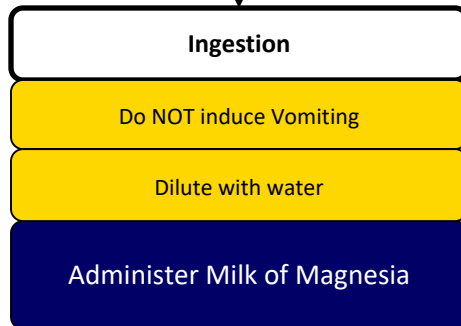 Ingestion
Do NOT induce Vomiting
Dilute with water
Administer Milk of Magnesia